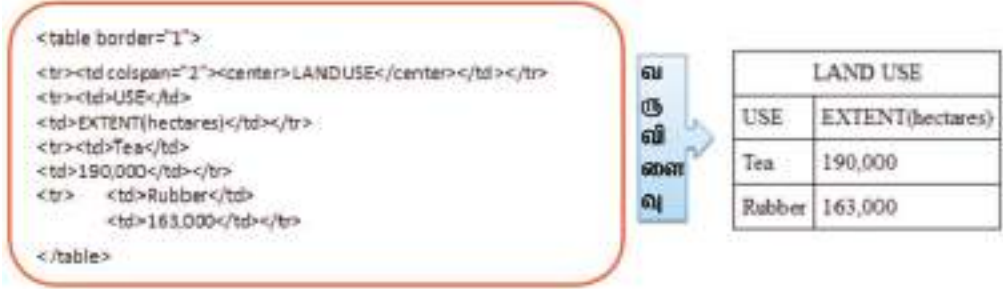 <table border="1">
<tr><td colspan="2"><center>LANDUSE</center></td></tr>
<tr><td>USE</td>
<td>EXTENT(hectares)</td></tr>
<tr><td>Tea</td>
<td>190,000</td></tr>
<tr> <td>Rubber</td>
<td>163,000</td></tr>
</table>
வருவிளைவு
LAND USE
USE EXTENT(hectares)
Tea 190,000
Rubber 163,000